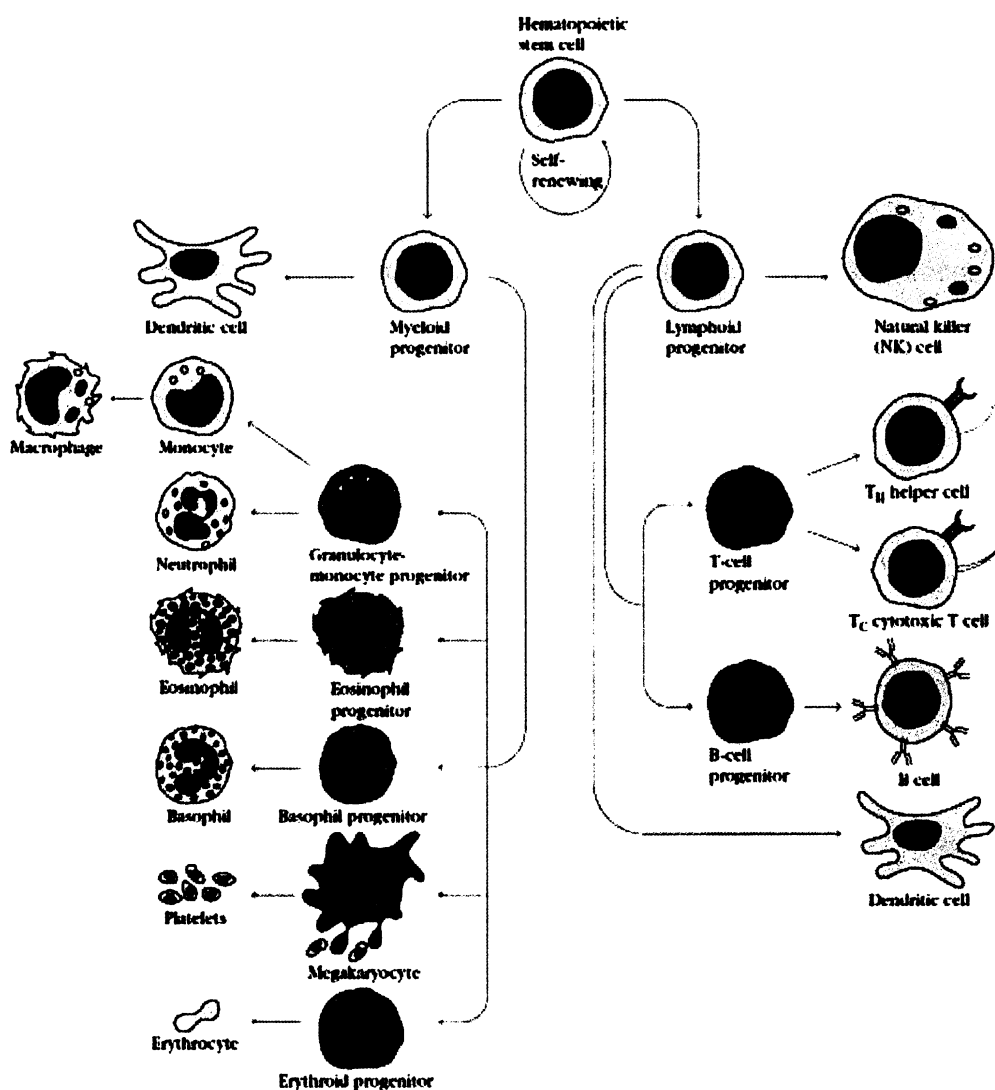 Hematopoietic
stem cell
Self-
renewing
Dendritic cell
Myeloid
progenitor
Lymphoid
progenitor
Natural killer
(NK) cell
Macrophage
Monocyte
TH helper cell
Neutrophil
Granulocyte-
monocyte progenitor
T-cell
progenitor
TC cytotoxic T cell
Eosinophil
Eosinophil
progenitor
B-cell
progenitor
B cell
Basophil
Basophil progenitor
Dendritic cell
Platelets
Megakaryocyte
Erythrocyte
Erythroid progenitor